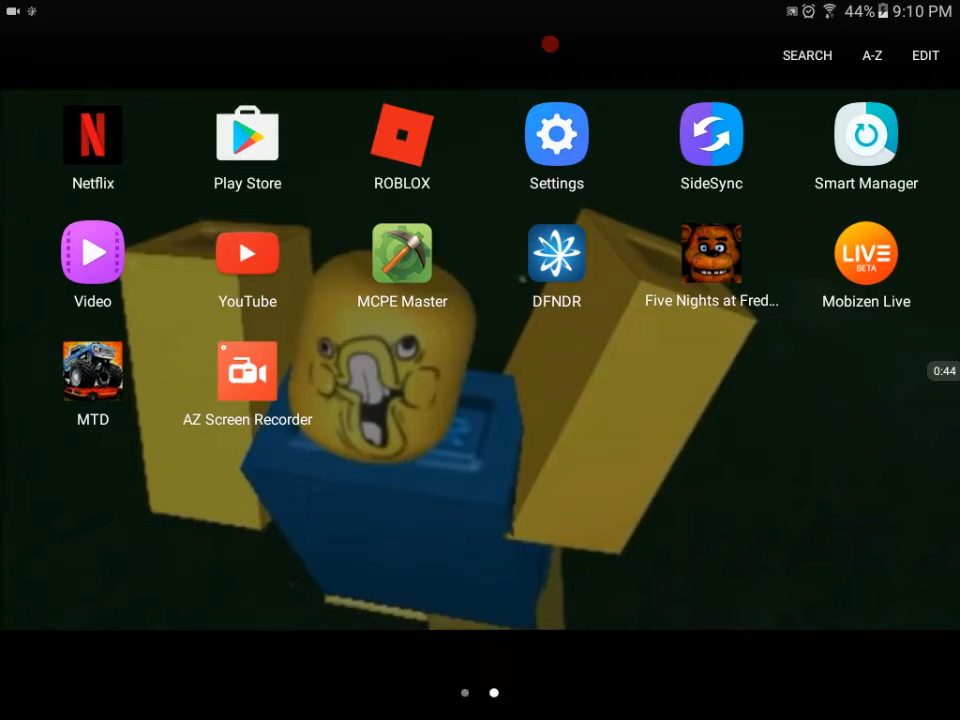 44% 9:10 PM
SEARCH A-Z EDIT
N
Netflix Play Store ROBLOX Settings SideSync Smart Manager
LIVE
BETA
Video YouTube MCPE Master DFNDR Five Nights at Fred... Mobizen Live
0:44
MTD AZ Screen Recorder